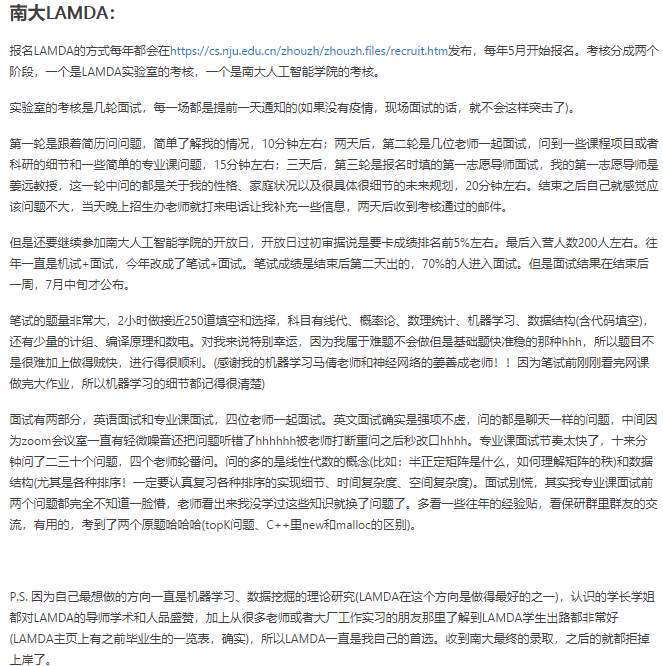 南大LAMDA：
报名LAMDA的方式每年都会在https://cs.nju.edu.cn/zhouzh/zhouzh.files/recruit.htm发布，每年5月开始报名。考核分成两个
阶段，一个是LAMDA实验室的考核，一个是南大人工智能学院的考核。
实验室的考核是几轮面试，每一场都是提前一天通知的(如果没有疫情，现场面试的话，就不会这样突击了)。
第一轮是跟着简历问问题，简单了解我的情况，10分钟左右；两天后，第二轮是几位老师一起面试，问到一些课程项目或者
科研的细节和一些简单的专业课问题，15分钟左右；三天后，第三轮是报名时填的第一志愿导师面试，我的第一志愿导师是
姜远教授，这一轮中问的都是关于我的性格、家庭状况以及很具体很细节的未来规划，20分钟左右。结束之后自己就感觉应
该问题不大，当天晚上招生办老师就打来电话让我补充一些信息，两天后收到考核通过的邮件。
但是还要继续参加南大人工智能学院的开放日，开放日过初审据说是要卡成绩排名前5%左右。最后入营人数200人左右。往
年一直是机试+面试，今年改成了笔试+面试。笔试成绩是结束后第二天出的，70%的人进入面试。但是面试结果在结束后
一周，7月中旬才公布。
笔试的题量非常大，2小时做接近250道填空和选择，科目有线代、概率论、数理统计、机器学习、数据结构(含代码填空)，
还有少量的计组、编译原理和数电。对我来说特别幸运，因为我属于难题不会做但是基础题快准稳的那种hhh，所以题目不
是很难加上做得贼快，进行得很顺利。(感谢我的机器学习马倩老师和神经网络的姜善成老师！！因为笔试前刚刚看完网课
做完大作业，所以机器学习的细节都记得很清楚)
面试有两部分，英语面试和专业课面试，四位老师一起面试。英文面试确实是强项不虚，问的都是聊天一样的问题，中间因
为zoom会议室一直有轻微噪音还把问题听错了hhhhhh被老师打断重问之后秒改口hhhh。专业课面试节奏太快了，十来分
钟问了二三十个问题，四个老师轮番问。问的多的是线性代数的概念(比如：半正定矩阵是什么，如何理解矩阵的秩)和数据
结构(尤其是各种排序！一定要认真复习各种排序的实现细节、时间复杂度、空间复杂度)。面试别慌，其实我专业课面试前
两个问题都完全不知道一脸懵，老师看出来我没学过这些知识就换了问题了。多看一些往年的经验贴，看保研群里群友的交
流，有用的，考到了两个原题哈哈哈(topK问题、C++里new和malloc的区别)。
P.S. 因为自己最想做的方向一直是机器学习、数据挖掘的理论研究(LAMDA在这个方向是做得最好的之一)，认识的学长学姐
都对LAMDA的导师学术和人品盛赞，加上从很多老师或者大厂工作实习的朋友那里了解到LAMDA学生出路都非常好
(LAMDA主页上有之前毕业生的一览表，确实)，所以LAMDA一直是我自己的首选。收到南大最终的录取，之后的就都拒掉
上岸了。